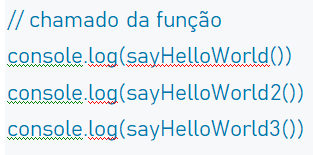 // chamado da função
console.log(sayHelloWorld())
console.log(sayHelloWorld2())
console.log(sayHelloWorld3())